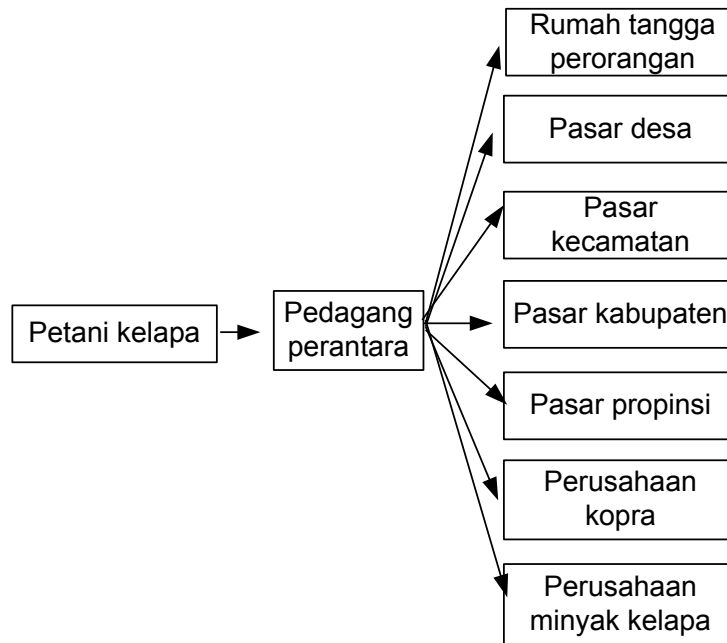 Rumah tangga
perorangan
Pasar desa
Pasar
kecamatan
Petani kelapa
Pedagang
perantara
Pasar kabupaten
Pasar propinsi
Perusahaan
kopra
Perusahaan
minyak kelapa